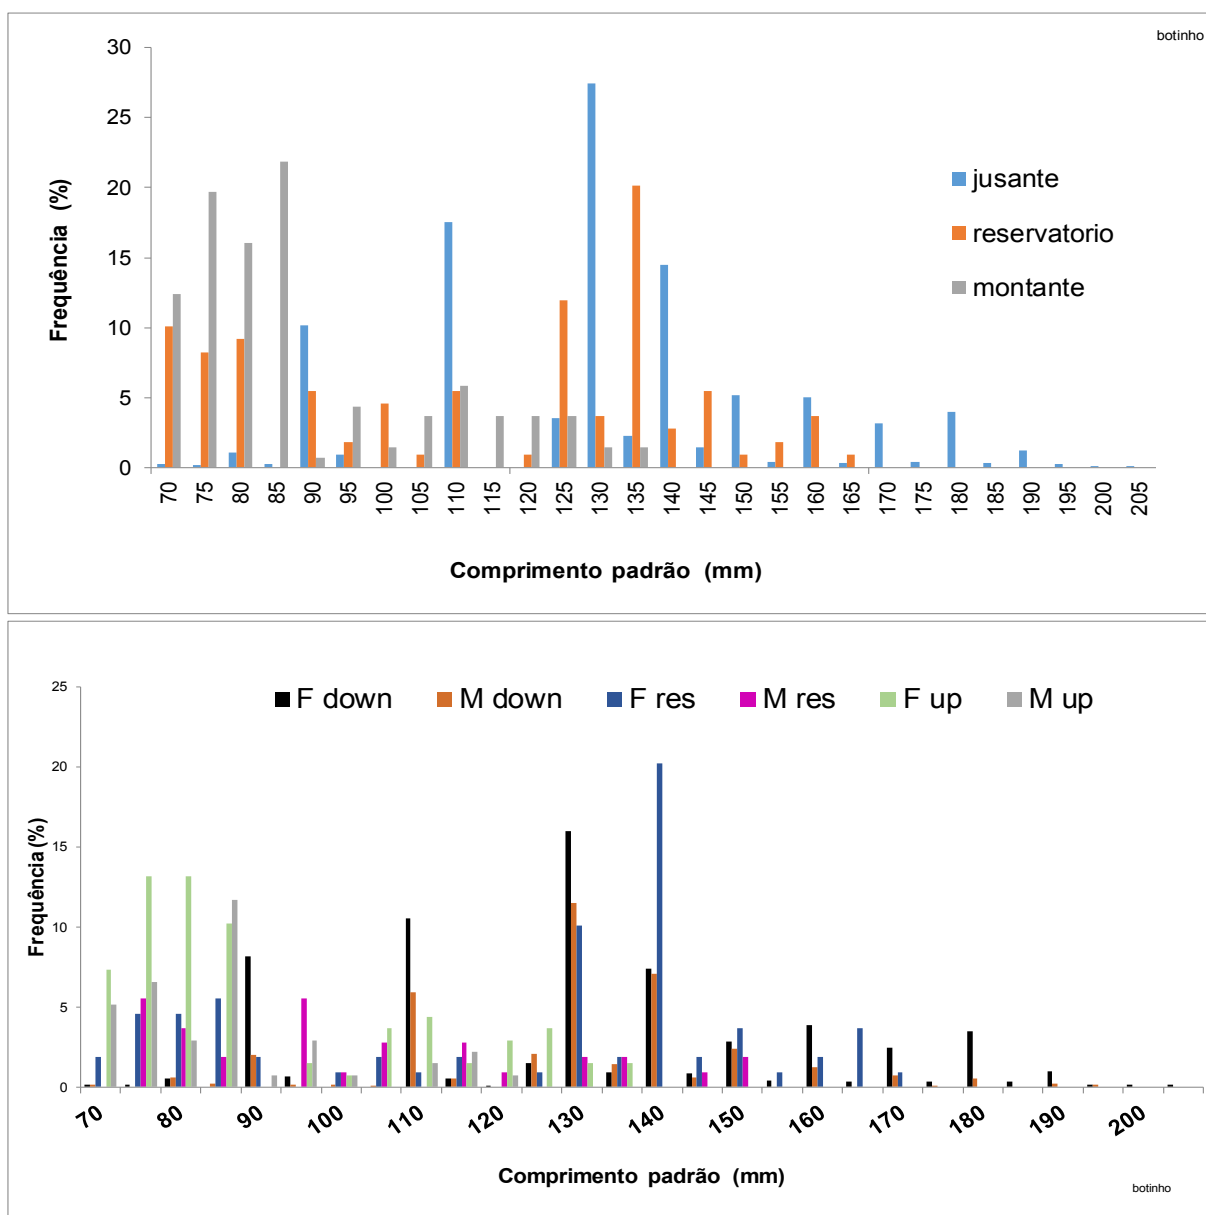 botinho
30
25
20
15
10
5
0
Frequência (%)
jusante
reservatorio
montante
70 75 80 85 90 95 100 105 110 115 120 125 130 135 140 145 150 155 160 165 170 175 180 185 190 195 200 205
Comprimento padrão (mm)
25
20
15
10
5
0
Frequência (%)
F down M down F res M res F up M up
70 80 90 100 110 120 130 140 150 160 170 180 190 200
Comprimento padrão (mm)
botinho